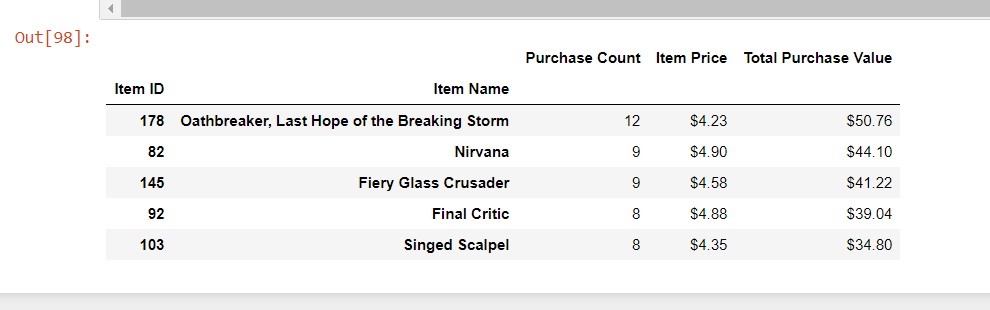 Out[98]:
Purchase Count Item Price Total Purchase Value
Item ID Item Name
178 Oathbreaker, Last Hope of the Breaking Storm 12 $4.23 $50.76
82 Nirvana 9 $4.90 $44.10
145 Fiery Glass Crusader 9 $4.58 $41.22
92 Final Critic 8 $4.88 $39.04
103 Singed Scalpel 8 $4.35 $34.80